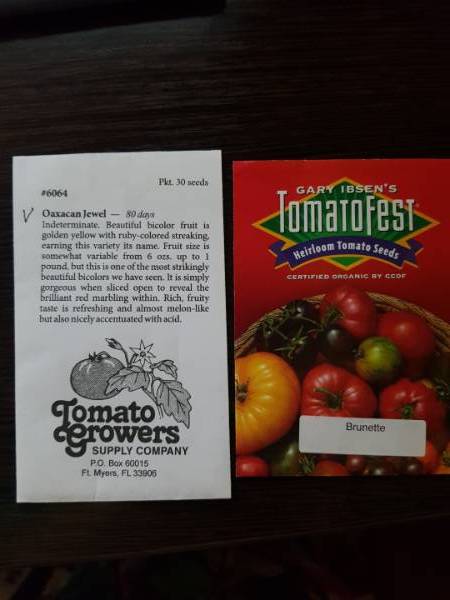 Pkt. 30 seeds
#6064
V Oaxacan Jewel — 80 days
Indeterminate. Beautiful bicolor fruit is
golden yellow with ruby-colored streaking,
earning this variety its name. Fruit size is
somewhat variable from 6 ozs. up to 1
pound, but this is one of the most strikingly
beautiful bicolors we have seen. It is simply
gorgeous when sliced open to reveal the
brilliant red marbling within. Rich, fruity
taste is refreshing and almost melon-like
but also nicely accentuated with acid.
Tomato
Growers
SUPPLY COMPANY
P.O. Box 60015
Ft. Myers, FL 33906
GARY IBSEN'S
TomatoFest
Heirloom Tomato Seeds
CERTIFIED ORGANIC BY CCOF
Brunette